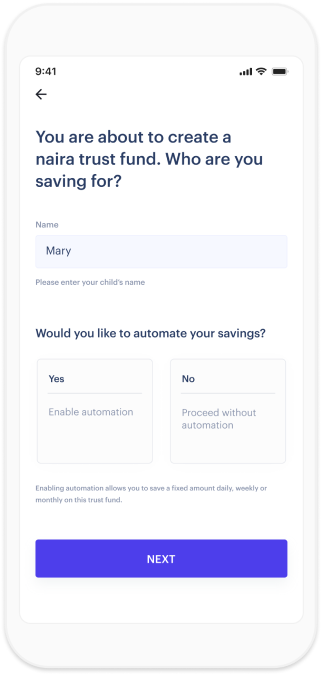 9:41
You are about to create a
naira trust fund. Who are you
saving for?
Name
Mary
Please enter your child's name
Would you like to automate your savings?
Yes
Enable automation
No
Proceed without
automation
Enabling automation allows you to save a fixed amount daily, weekly or
monthly on this trust fund.
NEXT